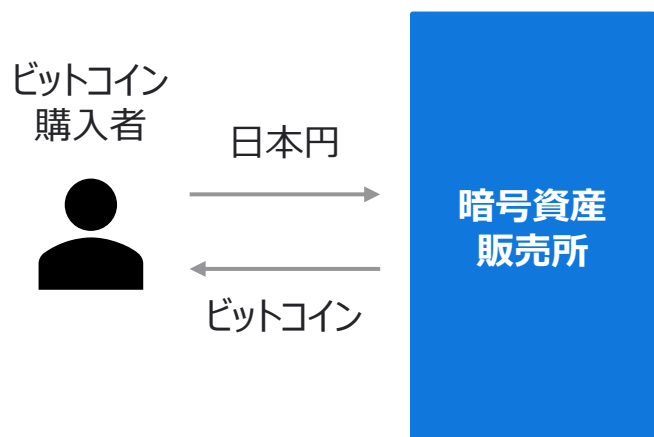 ビットコイン
購入者
日本円
暗号資産
販売所
ビットコイン